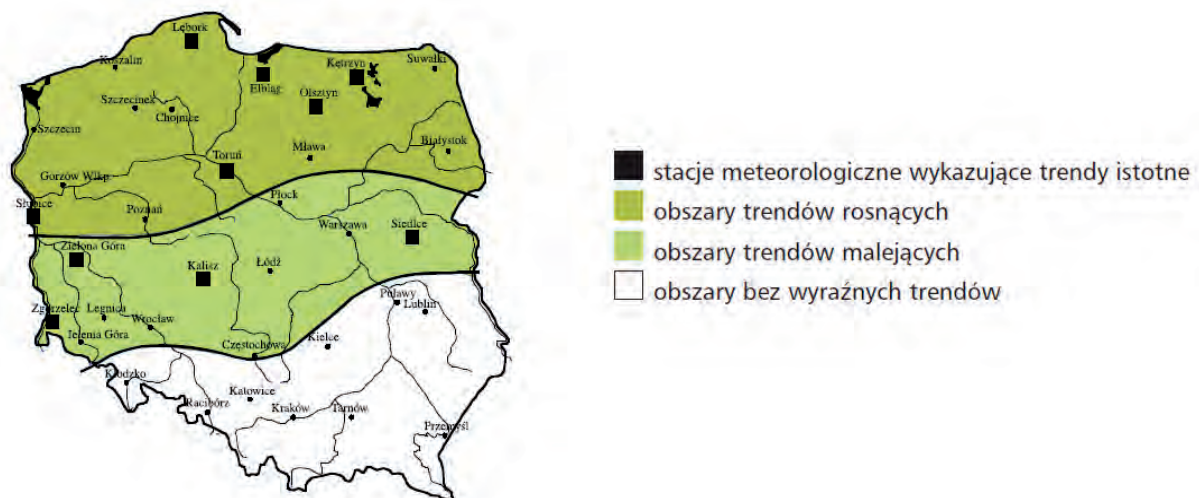 Lębork
Koszalin
Elbląg
Kętrzyn
Suwałki
Olsztyn
Szczecinek
Chojnice
Szczecin
Białystok
Mława
Toruń
Gorzów Wlkp.
Płock
Słubice
Poznań
Warszawa
Siedlce
Zielona Góra
Kalisz
Łódź
Zgorzelec
Legnica
Wrocław
Jelenia Góra
Puławy
Lublin
Częstochowa
Kielce
Kłodzko
Katowice
Racibórz
Kraków
Tarnów
Przemyśl
stacje meteorologiczne wykazujące trendy istotne
obszary trendów rosnących
obszary trendów malejących
obszary bez wyraźnych trendów